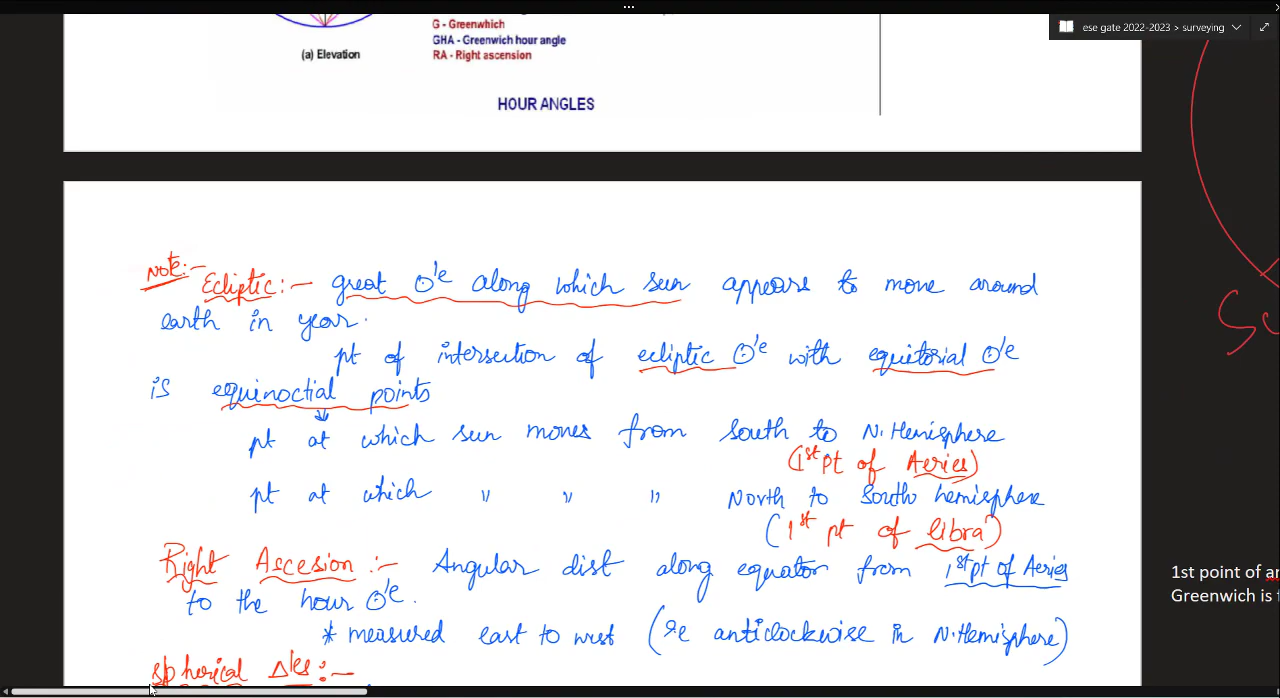 ...
ese gate 2022-2023 > surveying
G - Greenwhich
GHA - Greenwich hour angle
RA - Right ascension
(a) Elevation
HOUR ANGLES
Note:- Ecliptic:- great ʘ'le along which sun appears to move around
earth in year.
pt of intersection of ecliptic ʘ'le with equitorial ʘ'le
is equinoctial points
pt at which sun moves from South to N. Hemisphere
(1st pt of Aeries)
pt at which " " " North to South hemisphere
(1st pt of libra)
Right Accesion :- Angular dist along equator from 1st pt of Aeries
to the hour ʘ'le.
* measured east to west (ie anticlockwise in N. Hemisphere)
spherical Δles:-
1st point of
Greenwich is